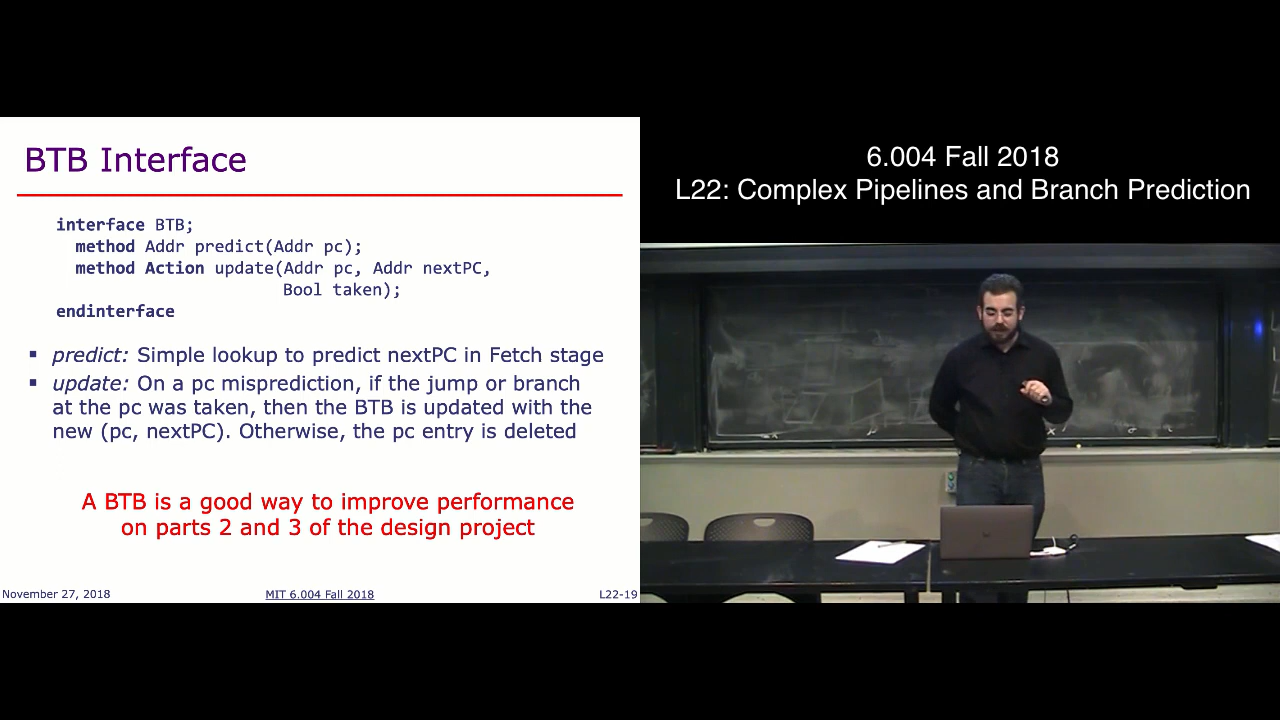 BTB Interface
interface BTB;
method Addr predict(Addr pc);
method Action update(Addr pc, Addr nextPC,
Bool taken);
endinterface
▪ predict: Simple lookup to predict nextPC in Fetch stage
▪ update: On a pc misprediction, if the jump or branch
at the pc was taken, then the BTB is updated with the
new (pc, nextPC). Otherwise, the pc entry is deleted
A BTB is a good way to improve performance
on parts 2 and 3 of the design project
November 27, 2018
MIT 6.004 Fall 2018
L22-19
6.004 Fall 2018
L22: Complex Pipelines and Branch Prediction